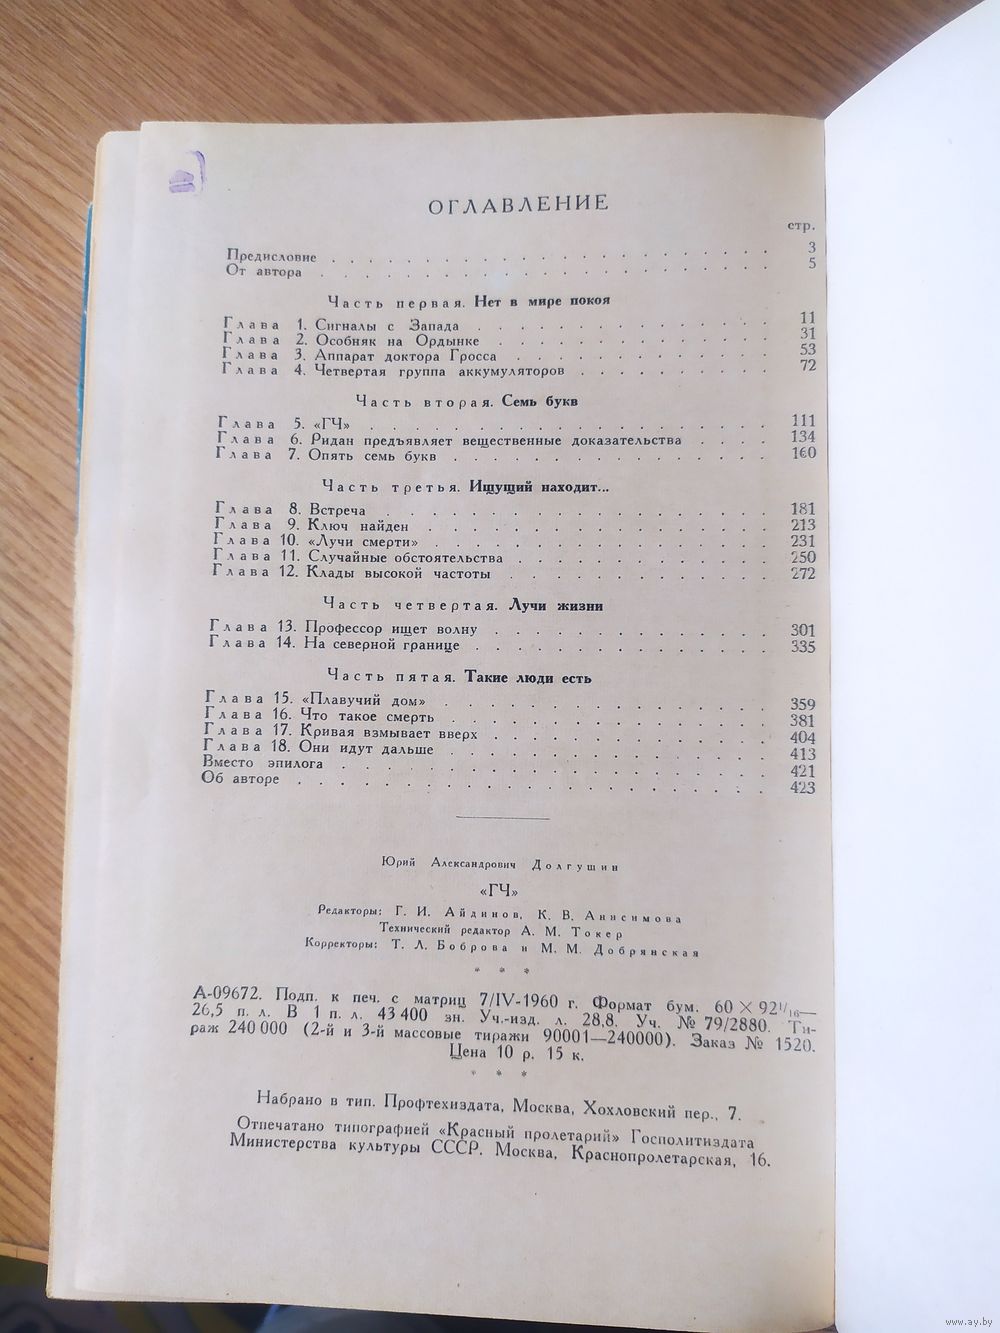 ОГЛАВЛЕНИЕ
стр.
Предисловие . . . . . . . . . . . . . . . . . . . . 3
От автора . . . . . . . . . . . . . . . . . . . . 5
Часть первая. Нет в мире покоя
Глава 1. Сигналы с Запада . . . . . . . . . . . . . 11
Глава 2. Особняк на Ордынке . . . . . . . . . . . . 31
Глава 3. Аппарат доктора Гросса . . . . . . . . . . . 53
Глава 4. Четвертая группа аккумуляторов . . . . . . . . 72
Часть вторая. Семь букв
Глава 5. «ГЧ» . . . . . . . . . . . . . . . . . 111
Глава 6. Ридан предъявляет вещественные доказательства . . . . 134
Глава 7. Опять семь букв . . . . . . . . . . . . . . 160
Часть третья. Ищущий находит...
Глава 8. Встреча . . . . . . . . . . . . . . . . 181
Глава 9. Ключ найден . . . . . . . . . . . . . . 213
Глава 10. «Лучи смерти» . . . . . . . . . . . . . . 231
Глава 11. Случайные обстоятельства . . . . . . . . . . 250
Глава 12. Клады высокой частоты . . . . . . . . . . . 272
Часть четвертая. Лучи жизни
Глава 13. Профессор ищет волну . . . . . . . . . . . . 301
Глава 14. На северной границе . . . . . . . . . . . . 335
Часть пятая. Такие люди есть
Глава 15. «Плавучий дом» . . . . . . . . . . . . . 359
Глава 16. Что такое смерть . . . . . . . . . . . . . 381
Глава 17. Кривая взмывает вверх . . . . . . . . . . . 404
Глава 18. Они идут дальше . . . . . . . . . . . . . 413
Вместо эпилога . . . . . . . . . . . . . . . . . . 421
Об авторе . . . . . . . . . . . . . . . . . . . . 423
Юрий Александрович Долгушин
«ГЧ»
Редакторы: Г. И. Айдинов, К. В. Анисимова
Технический редактор А. М. Токер
Корректоры: Т. Л. Боброва и М. М. Добрянская
* * *
А-09672. Подп. к печ. с матриц 7/IV-1960 г. Формат бум. 60 × 92 1/16—
26,5 п. л. В 1 п. л. 43 400 зн. Уч.-изд. л. 28,8. Уч. № 79/2880. Ти-
раж 240 000 (2-й и 3-й массовые тиражи 90001—240000). Заказ № 1520.
Цена 10 р. 15 к.
* * *
Набрано в тип. Профтехиздата, Москва, Хохловский пер., 7.
Отпечатано типографией «Красный пролетарий» Госполитиздата
Министерства культуры СССР. Москва, Краснопролетарская, 16.
www.ay.by